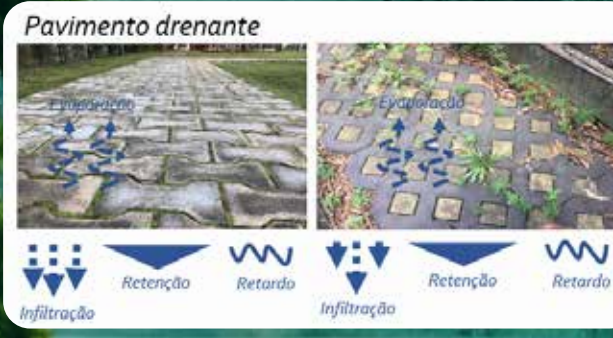 Pavimento drenante
Evaporação
Evaporação
Infiltração
Retenção
Retardo
Infiltração
Retenção
Retardo